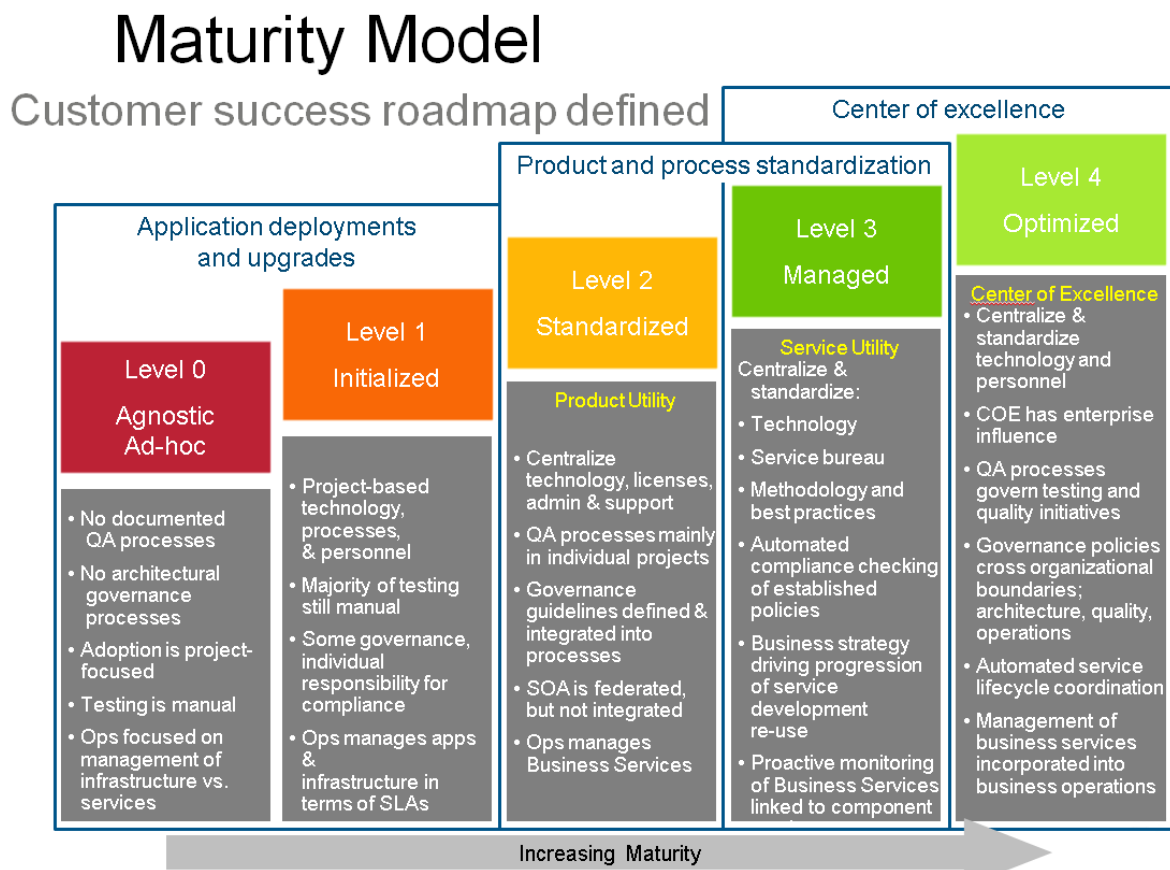 Maturity Model
Customer success roadmap defined
Application deployments
and upgrades
Product and process standardization
Center of excellence
Level 0
Agnostic
Ad-hoc
• No documented
QA processes
• No architectural
governance
processes
• Adoption is project-
focused
• Testing is manual
• Ops focused on
management of
infrastructure vs.
services
Level 1
Initialized
• Project-based
technology,
processes,
& personnel
• Majority of testing
still manual
• Some governance,
individual
responsibility for
compliance
• Ops manages apps
&
infrastructure in
terms of SLAs
Level 2
Standardized
Product Utility
• Centralize
technology, licenses,
admin & support
• QA processes mainly
in individual projects
• Governance
guidelines defined &
integrated into
processes
• SOA is federated,
but not integrated
• Ops manages
Business Services
Level 3
Managed
Service Utility
Centralize &
standardize:
• Technology
• Service bureau
• Methodology and
best practices
• Automated
compliance checking
of established
policies
• Business strategy
driving progression
of service
development
re-use
• Proactive monitoring
of Business Services
linked to component
Level 4
Optimized
Center of Excellence
• Centralize &
standardize
technology and
personnel
• COE has enterprise
influence
• QA processes
govern testing and
quality initiatives
• Governance policies
cross organizational
boundaries;
architecture, quality,
operations
• Automated service
lifecycle coordination
• Management of
business services
incorporated into
business operations
Increasing Maturity